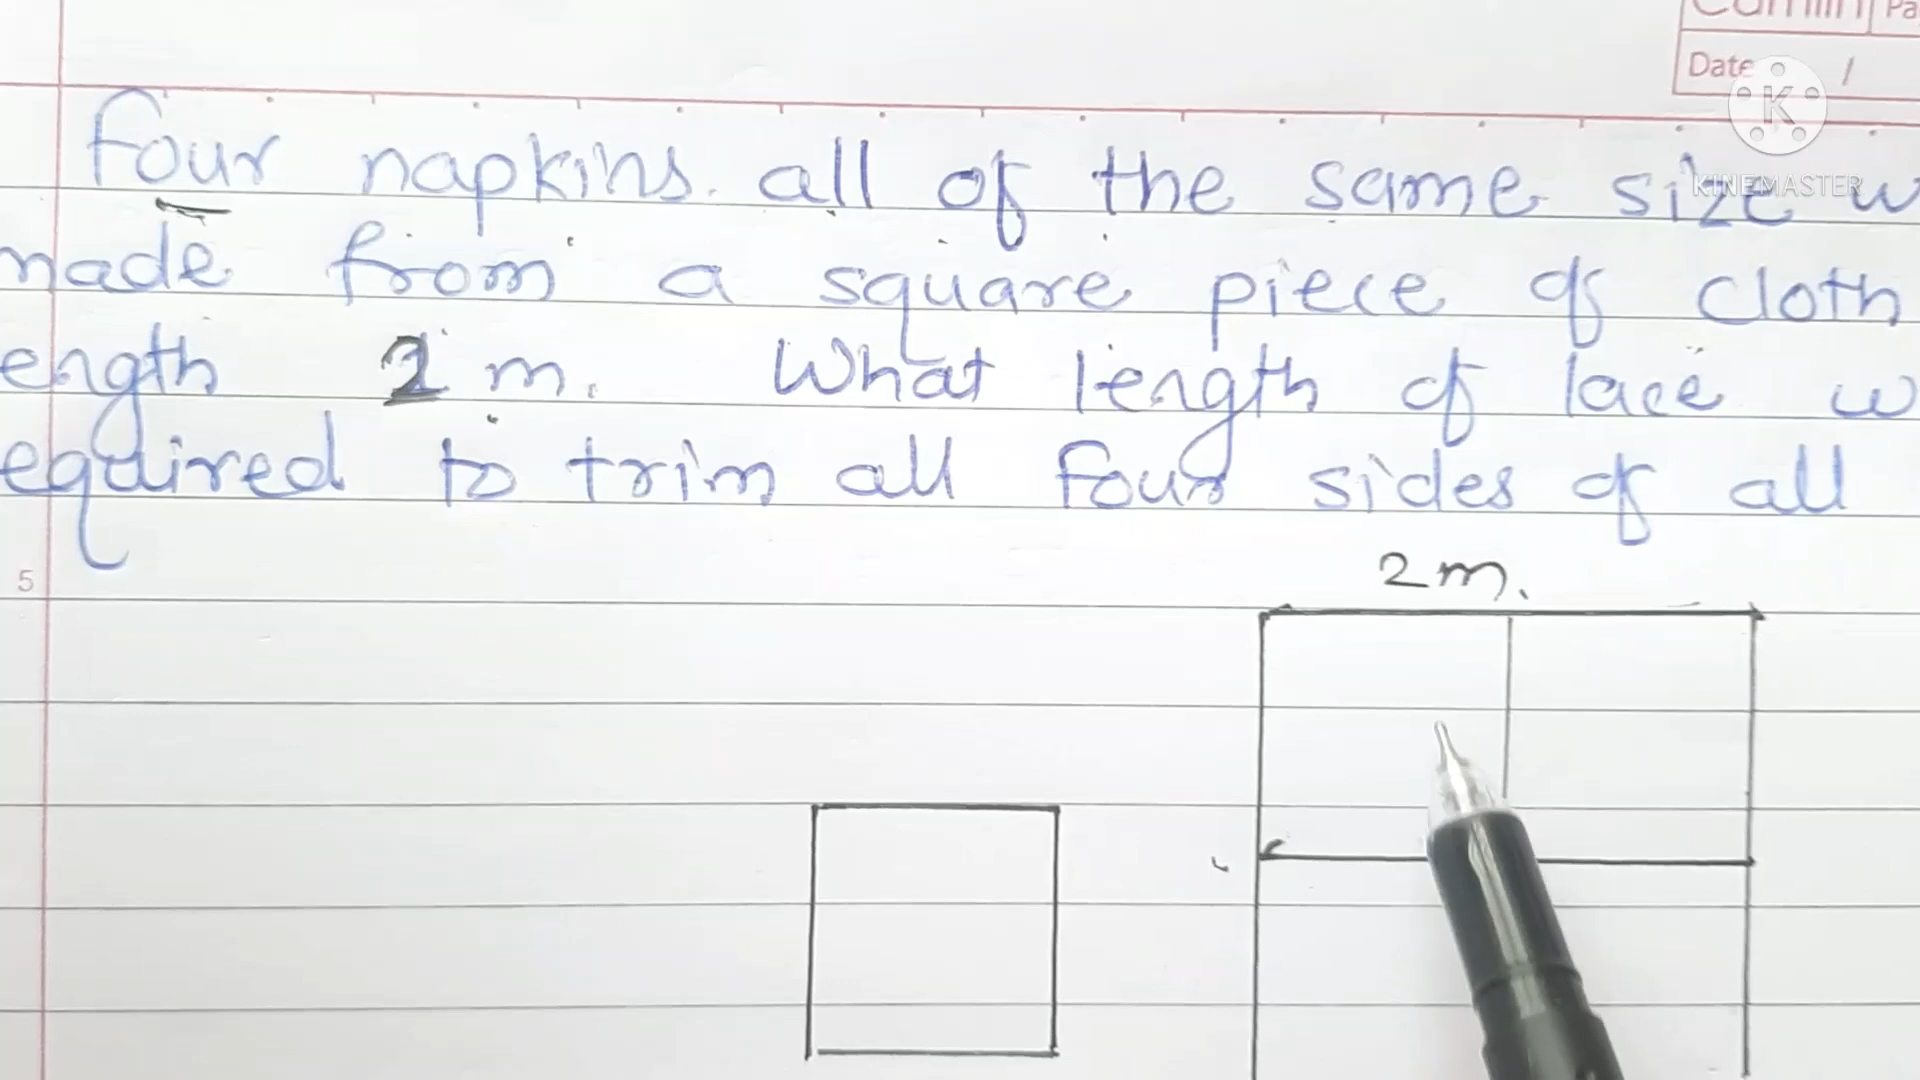 Date /
KINEMASTER
Four napkins all of the same size
made from a square piece of cloth
ength 2 m. What length of lace
equired to trim all four sides of all
5
2m.